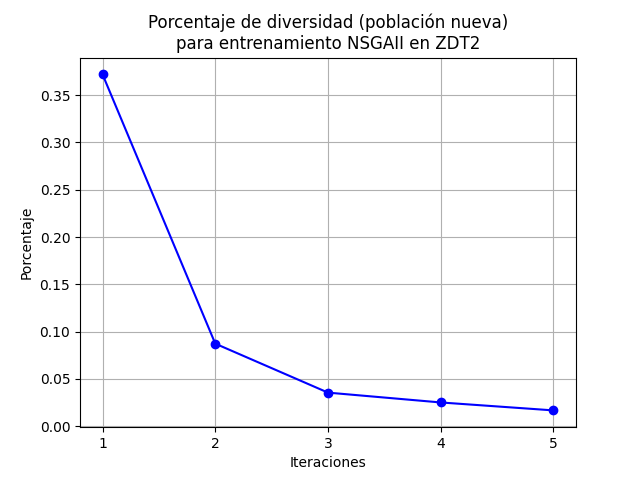 Porcentaje de diversidad (población nueva)
para entrenamiento NSGAII en ZDT2
Porcentaje
0.35
0.30
0.25
0.20
0.15
0.10
0.05
0.00
1 2 3 4 5
Iteraciones